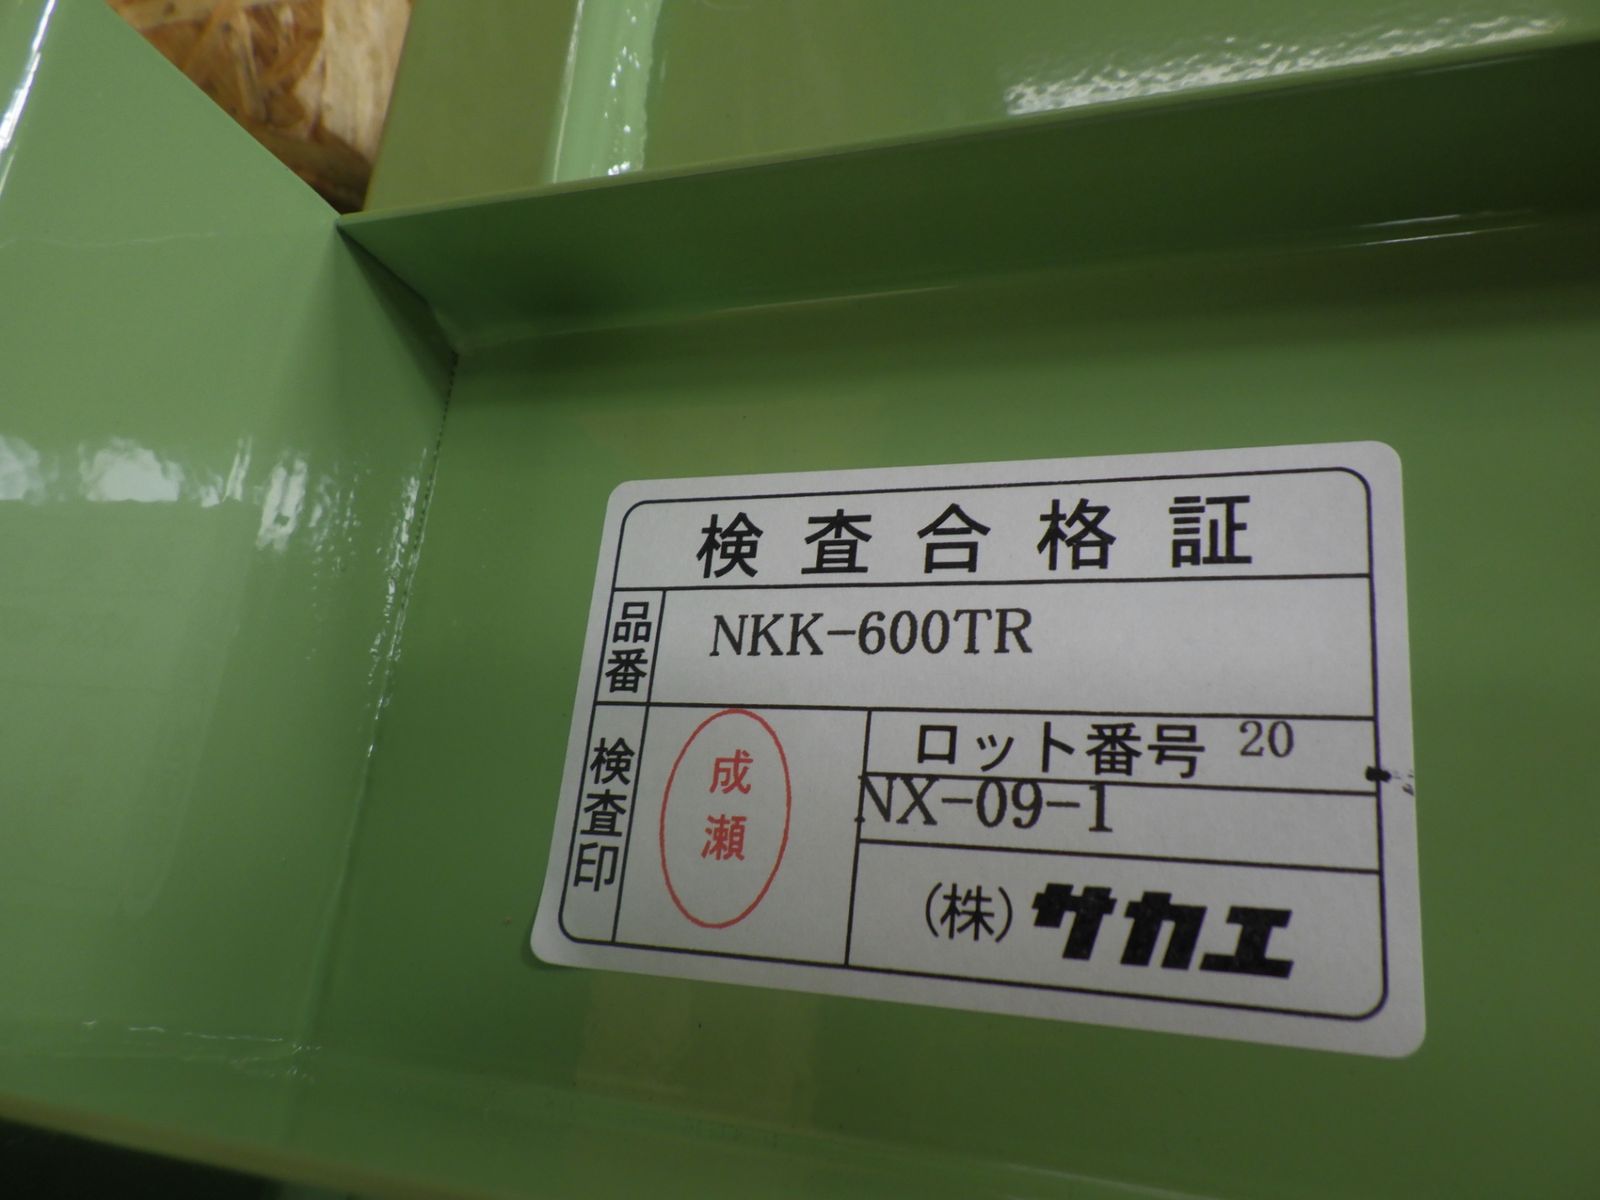 検査合格証
品番 NKK-600TR
検査印 成瀬
ロット番号 20
NX-09-1
(株)サカエ